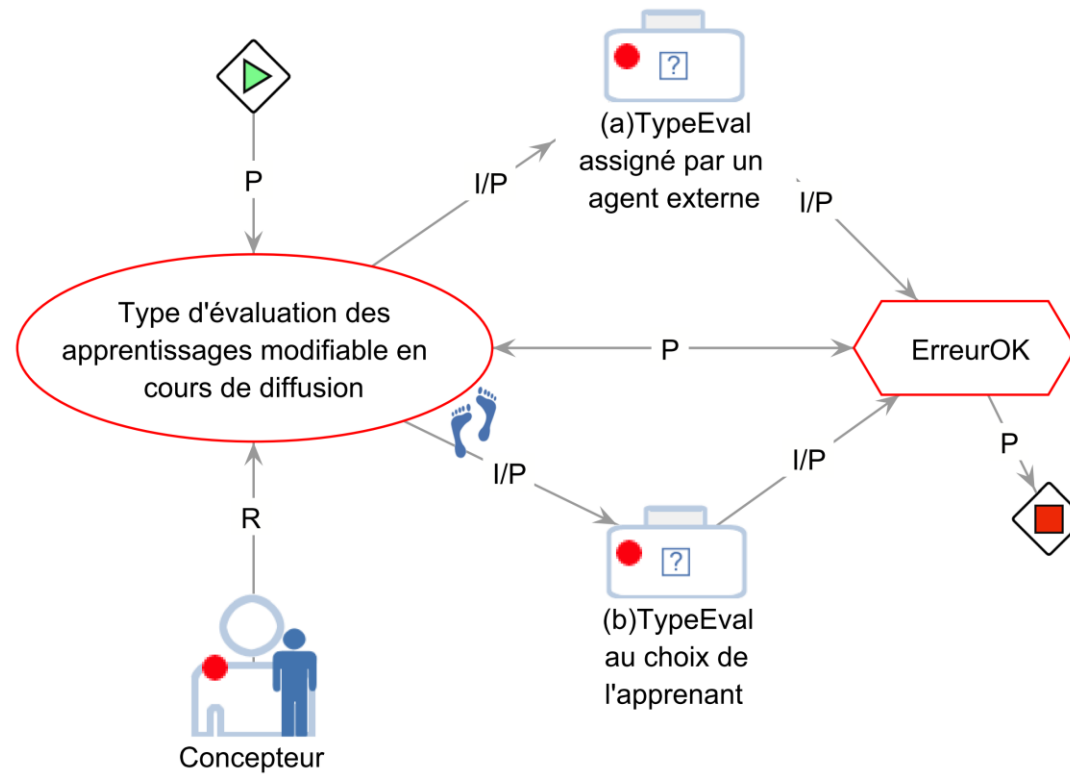 ?
(a)TypeEval
assigné par un
agent externe
P
I/P
I/P
Type d'évaluation des
apprentissages modifiable en
cours de diffusion
P
ErreurOK
I/P
I/P
P
R
?
(b)TypeEval
au choix de
l'apprenant
Concepteur